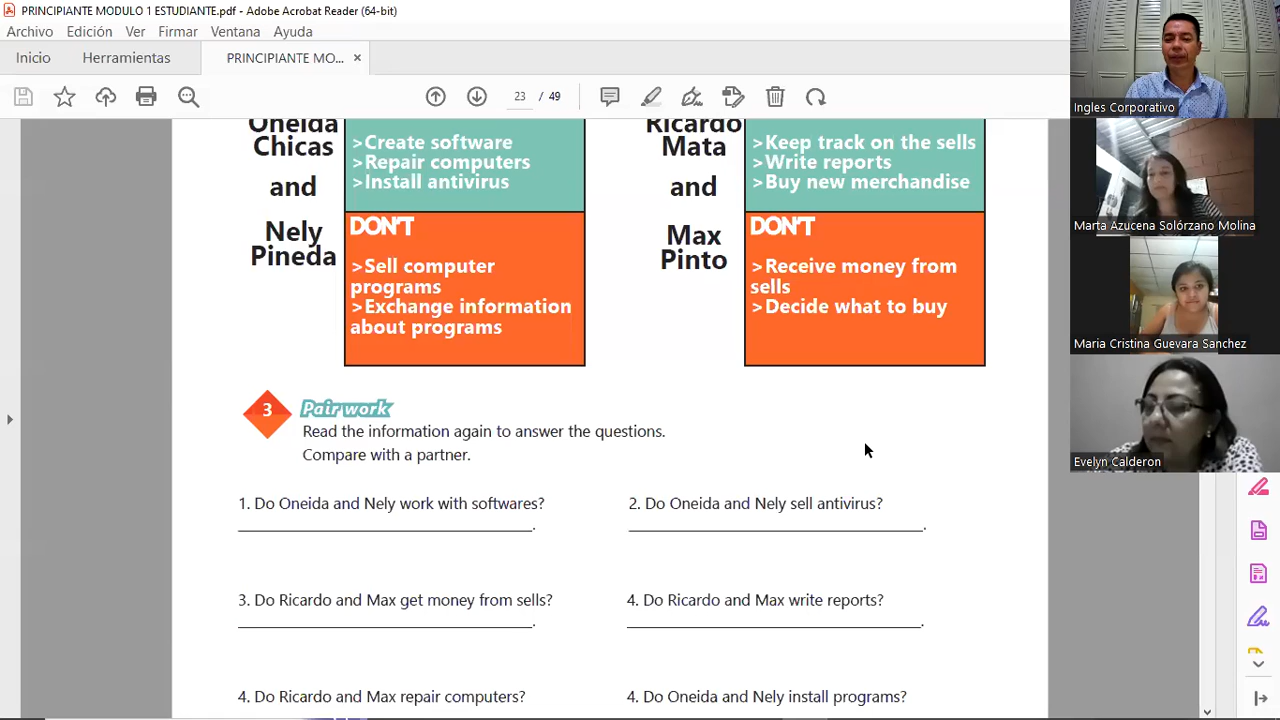 PRINCIPIANTE MODULO 1 ESTUDIANTE.pdf - Adobe Acrobat Reader (64-bit)
Archivo Edición Ver Firmar Ventana Ayuda
Inicio Herramientas PRINCIPIANTE MO... ×
23 / 49
Oneida
Chicas
and
Nely
Pineda
>Create software
>Repair computers
>Install antivirus
DON'T
>Sell computer
programs
>Exchange information
about programs
Ricardo
Mata
and
Max
Pinto
>Keep track on the sells
>Write reports
>Buy new merchandise
DON'T
>Receive money from
sells
>Decide what to buy
3 Pair work
Read the information again to answer the questions.
Compare with a partner.
1. Do Oneida and Nely work with softwares?
2. Do Oneida and Nely sell antivirus?
3. Do Ricardo and Max get money from sells?
4. Do Ricardo and Max write reports?
4. Do Ricardo and Max repair computers?
4. Do Oneida and Nely install programs?
Ingles Corporativo
Marta Azucena Solórzano Molina
Maria Cristina Guevara Sanchez
Evelyn Calderon